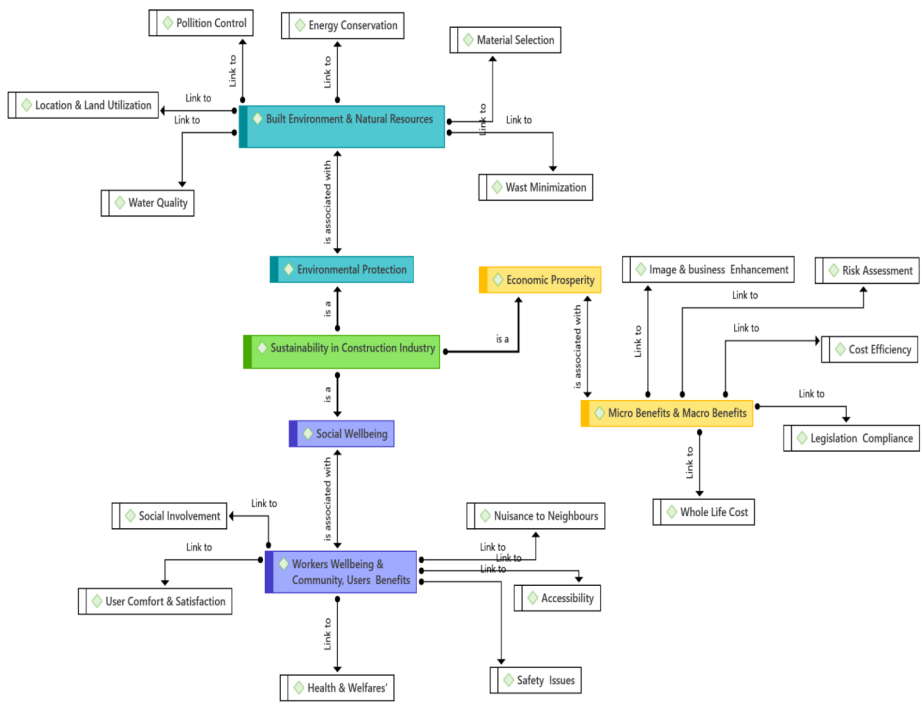 Pollition Control
Energy Conservation
Material Selection
Link to
Link to
Location & Land Utilization
Link to
Link to
Built Environment & Natural Resources
Link to
Link to
Water Quality
Wast Minimization
is associated with
Environmental Protection
Economic Prosperity
Image & business Enhancement
Risk Assessment
Link to
is a
is a
is associated with
Link to
Link to
Cost Efficiency
Sustainability in Construction Industry
is a
Link to
Micro Benefits & Macro Benefits
Legislation Compliance
Social Wellbeing
Link to
Whole Life Cost
is associated with
Link to
Social Involvement
Nuisance to Neighbours
Link to
Link to
Link to
Link to
Workers Wellbeing &
Community, Users Benefits
User Comfort & Satisfaction
Accessibility
Link to
Health & Welfares'
Safety Issues